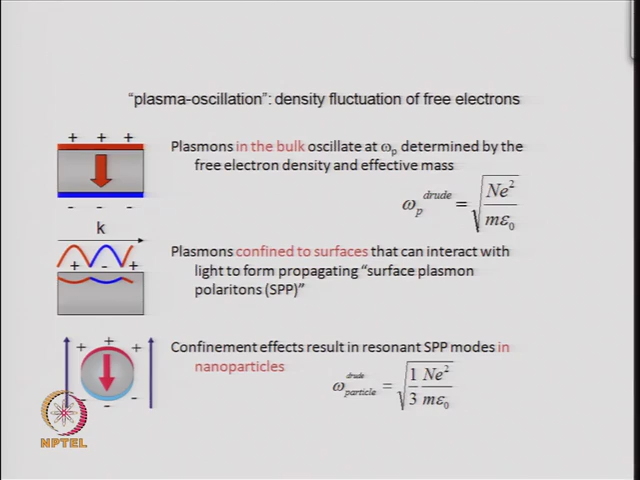 "plasma-oscillation": density fluctuation of free electrons
+ + +
- - -
Plasmons in the bulk oscillate at ωp determined by the
free electron density and effective mass
ωp^drude = √(Ne²/mε₀)
k
+ - +
Plasmons confined to surfaces that can interact with
light to form propagating "surface plasmon
polaritons (SPP)"
+ + +
- - -
Confinement effects result in resonant SPP modes in
nanoparticles
ωparticle^drude = √(1/3 Ne²/mε₀)
NPTEL